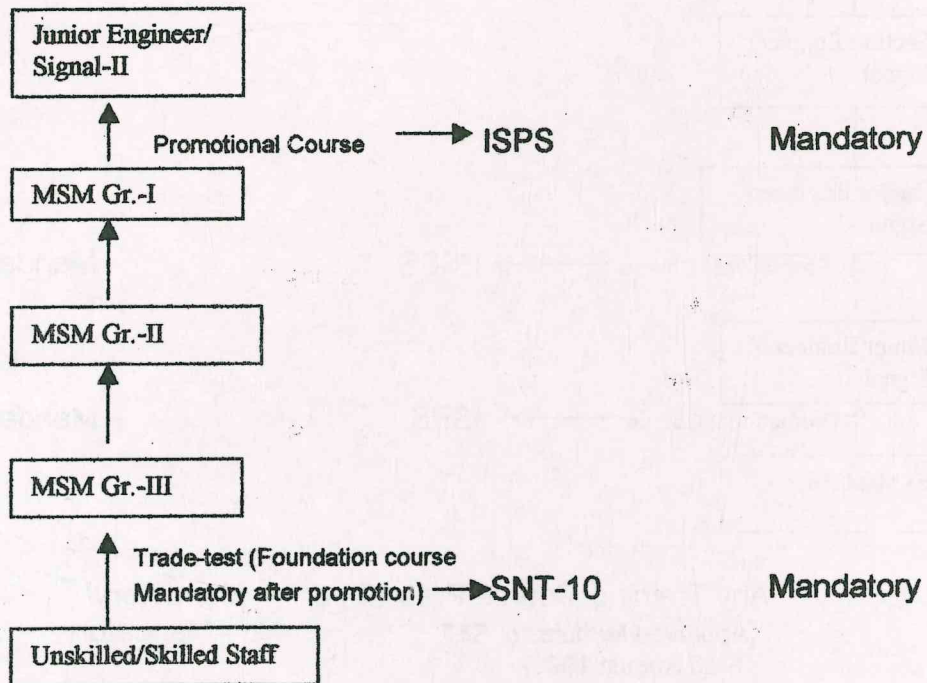 Junior Engineer/
Signal-II
Promotional Course ISPS Mandatory
MSM Gr.-I
MSM Gr.-II
MSM Gr.-III
Trade-test (Foundation course
Mandatory after promotion) SNT-10 Mandatory
Unskilled/Skilled Staff